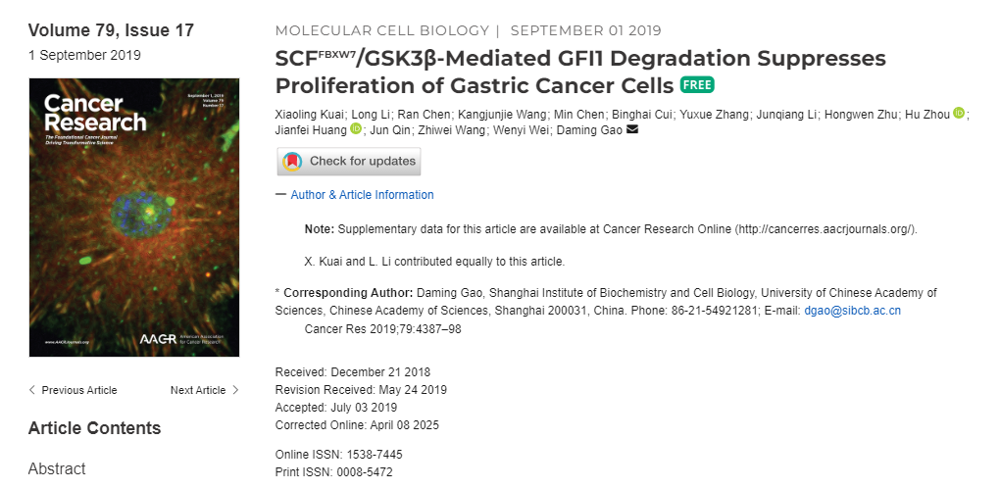 Volume 79, Issue 17
1 September 2019
September 1, 2019
Volume 79
Number 17
Cancer
Research
The Foundational Cancer Journal
Driving Transformative Science
www.AACRJournals.org
AACR American Association
for Cancer Research
Previous Article Next Article
Article Contents
Abstract
MOLECULAR CELL BIOLOGY | SEPTEMBER 01 2019
SCFFBXW7/GSK3β-Mediated GFI1 Degradation Suppresses
Proliferation of Gastric Cancer Cells FREE
Xiaoling Kuai; Long Li; Ran Chen; Kangjunjie Wang; Min Chen; Binghai Cui; Yuxue Zhang; Junqiang Li; Hongwen Zhu; Hu Zhou iD ;
Jianfei Huang iD ; Jun Qin; Zhiwei Wang; Wenyi Wei; Daming Gao
Check for updates
— Author & Article Information
Note: Supplementary data for this article are available at Cancer Research Online (http://cancerres.aacrjournals.org/).
X. Kuai and L. Li contributed equally to this article.
* Corresponding Author: Daming Gao, Shanghai Institute of Biochemistry and Cell Biology, University of Chinese Academy of
Sciences, Chinese Academy of Sciences, Shanghai 200031, China. Phone: 86-21-54921281; E-mail: dgao@sibcb.ac.cn
Cancer Res 2019;79:4387–98
Received: December 21 2018
Revision Received: May 24 2019
Accepted: July 03 2019
Corrected Online: April 08 2025
Online ISSN: 1538-7445
Print ISSN: 0008-5472